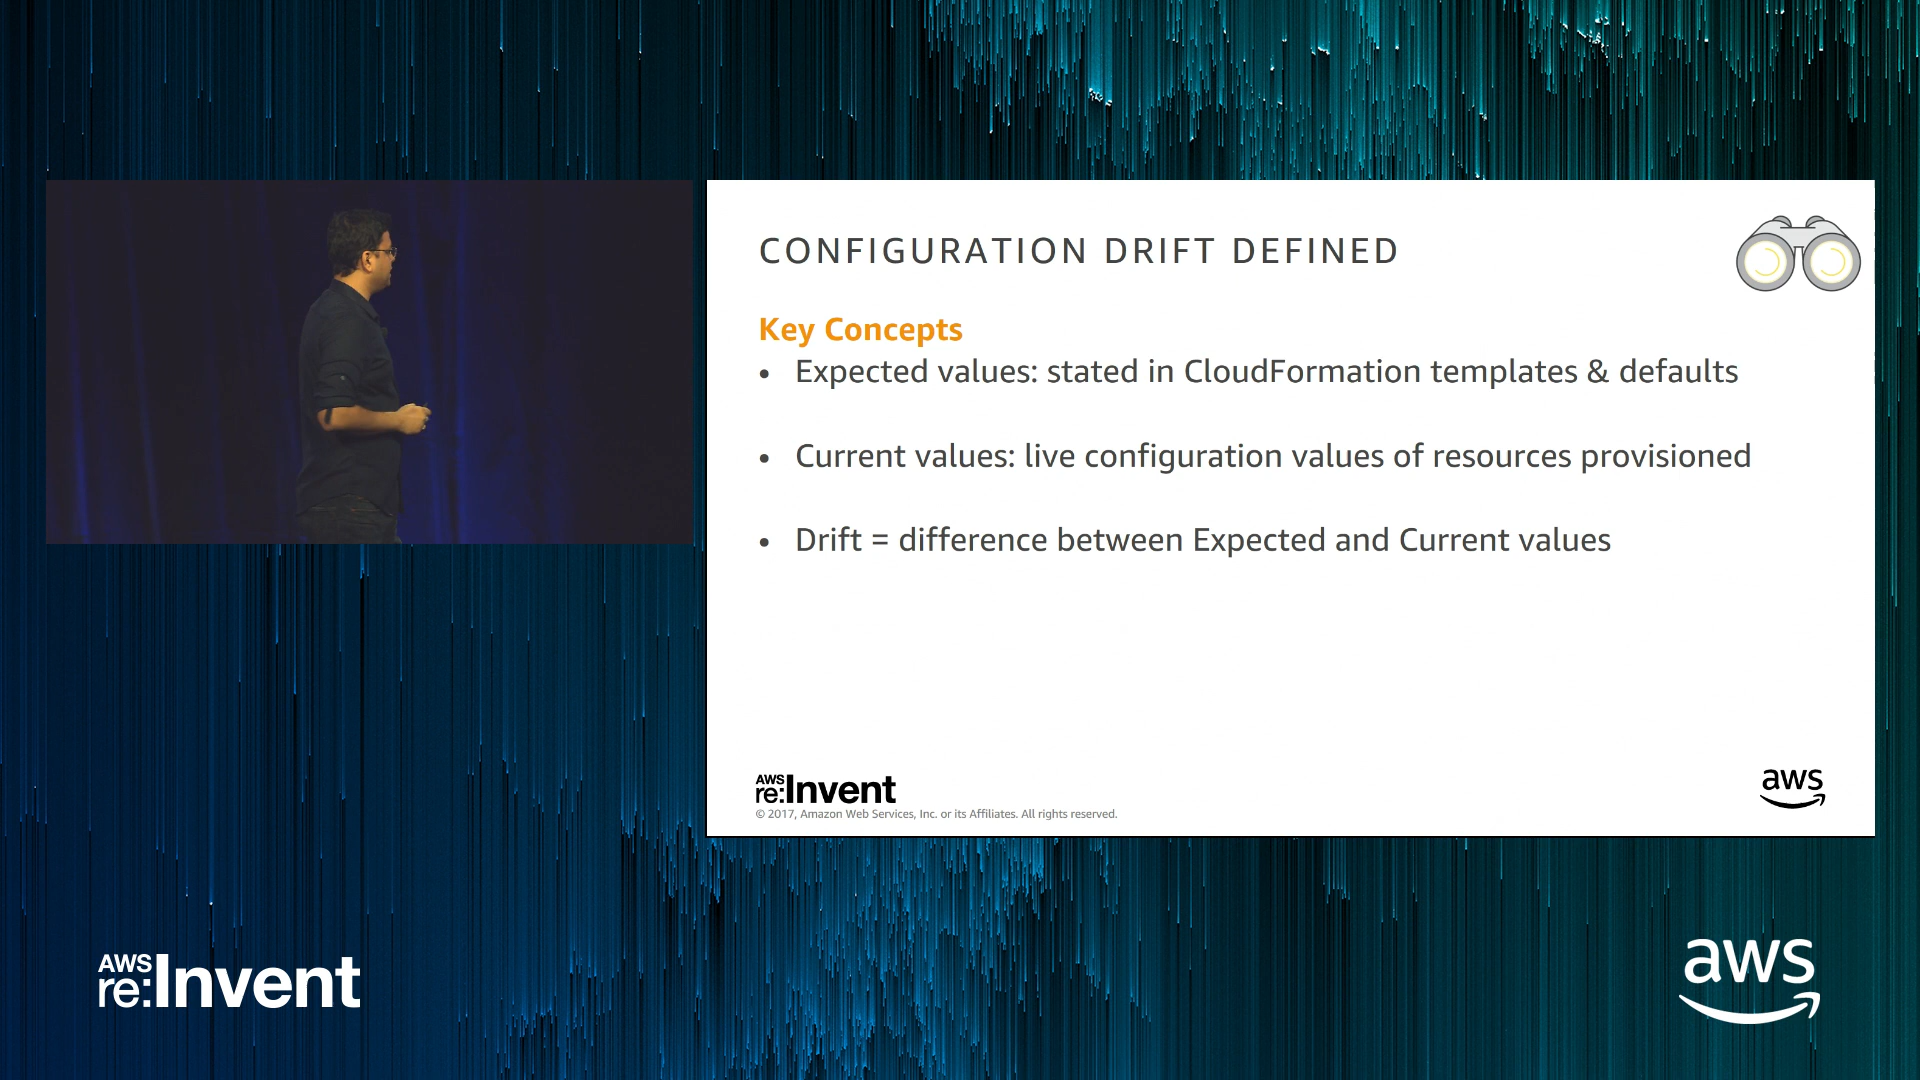 CONFIGURATION DRIFT DEFINED
Key Concepts
• Expected values: stated in CloudFormation templates & defaults
• Current values: live configuration values of resources provisioned
• Drift = difference between Expected and Current values
AWS
re:Invent
© 2017, Amazon Web Services, Inc. or its Affiliates. All rights reserved.
aws
AWS
re:Invent
aws